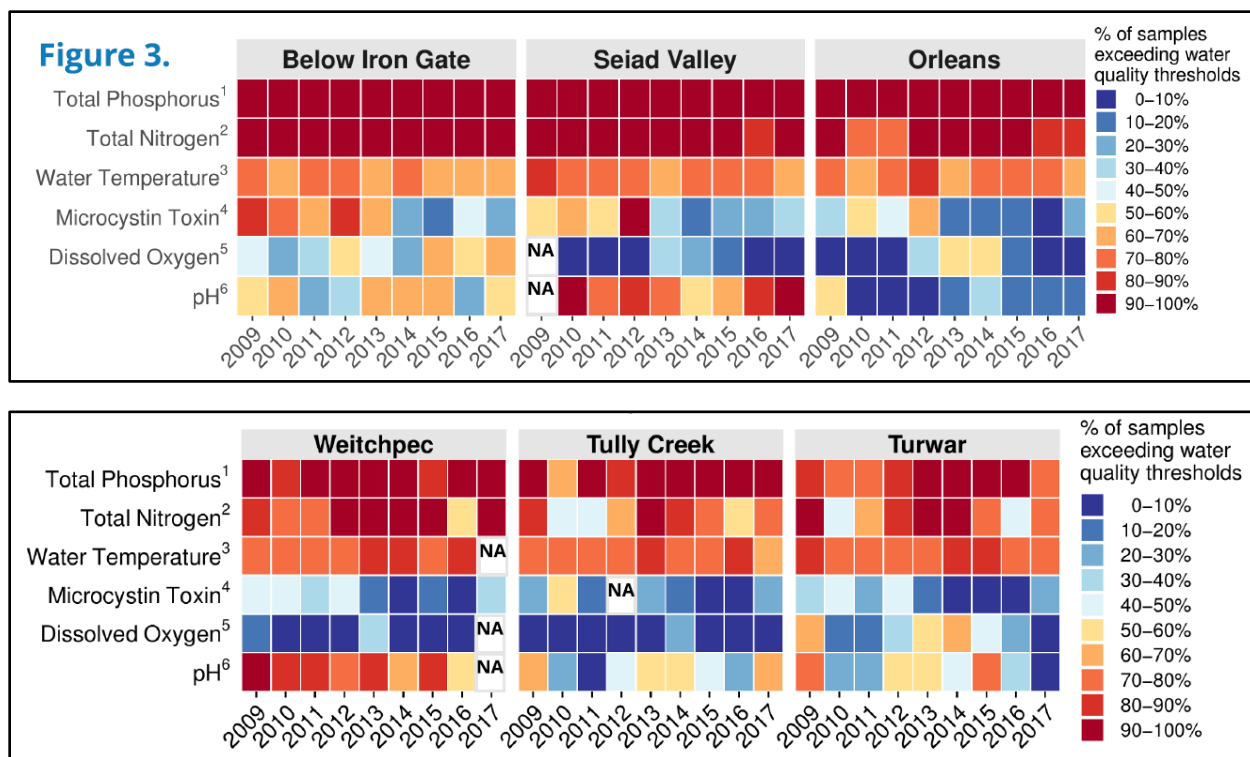 Figure 3.
Below Iron Gate
Seiad Valley
Orleans
% of samples
exceeding water
quality thresholds
Total Phosphorus¹
Total Nitrogen²
Water Temperature³
Microcystin Toxin⁴
Dissolved Oxygen⁵
NA
pH⁶
NA
0–10%
10–20%
20–30%
30–40%
40–50%
50–60%
60–70%
70–80%
80–90%
90–100%
2009 2010 2011 2012 2013 2014 2015 2016 2017
2009 2010 2011 2012 2013 2014 2015 2016 2017
2009 2010 2011 2012 2013 2014 2015 2016 2017
Weitchpec
Tully Creek
Turwar
% of samples
exceeding water
quality thresholds
Total Phosphorus¹
Total Nitrogen²
Water Temperature³
NA
Microcystin Toxin⁴
NA
Dissolved Oxygen⁵
NA
pH⁶
NA
0–10%
10–20%
20–30%
30–40%
40–50%
50–60%
60–70%
70–80%
80–90%
90–100%
2009 2010 2011 2012 2013 2014 2015 2016 2017
2009 2010 2011 2012 2013 2014 2015 2016 2017
2009 2010 2011 2012 2013 2014 2015 2016 2017